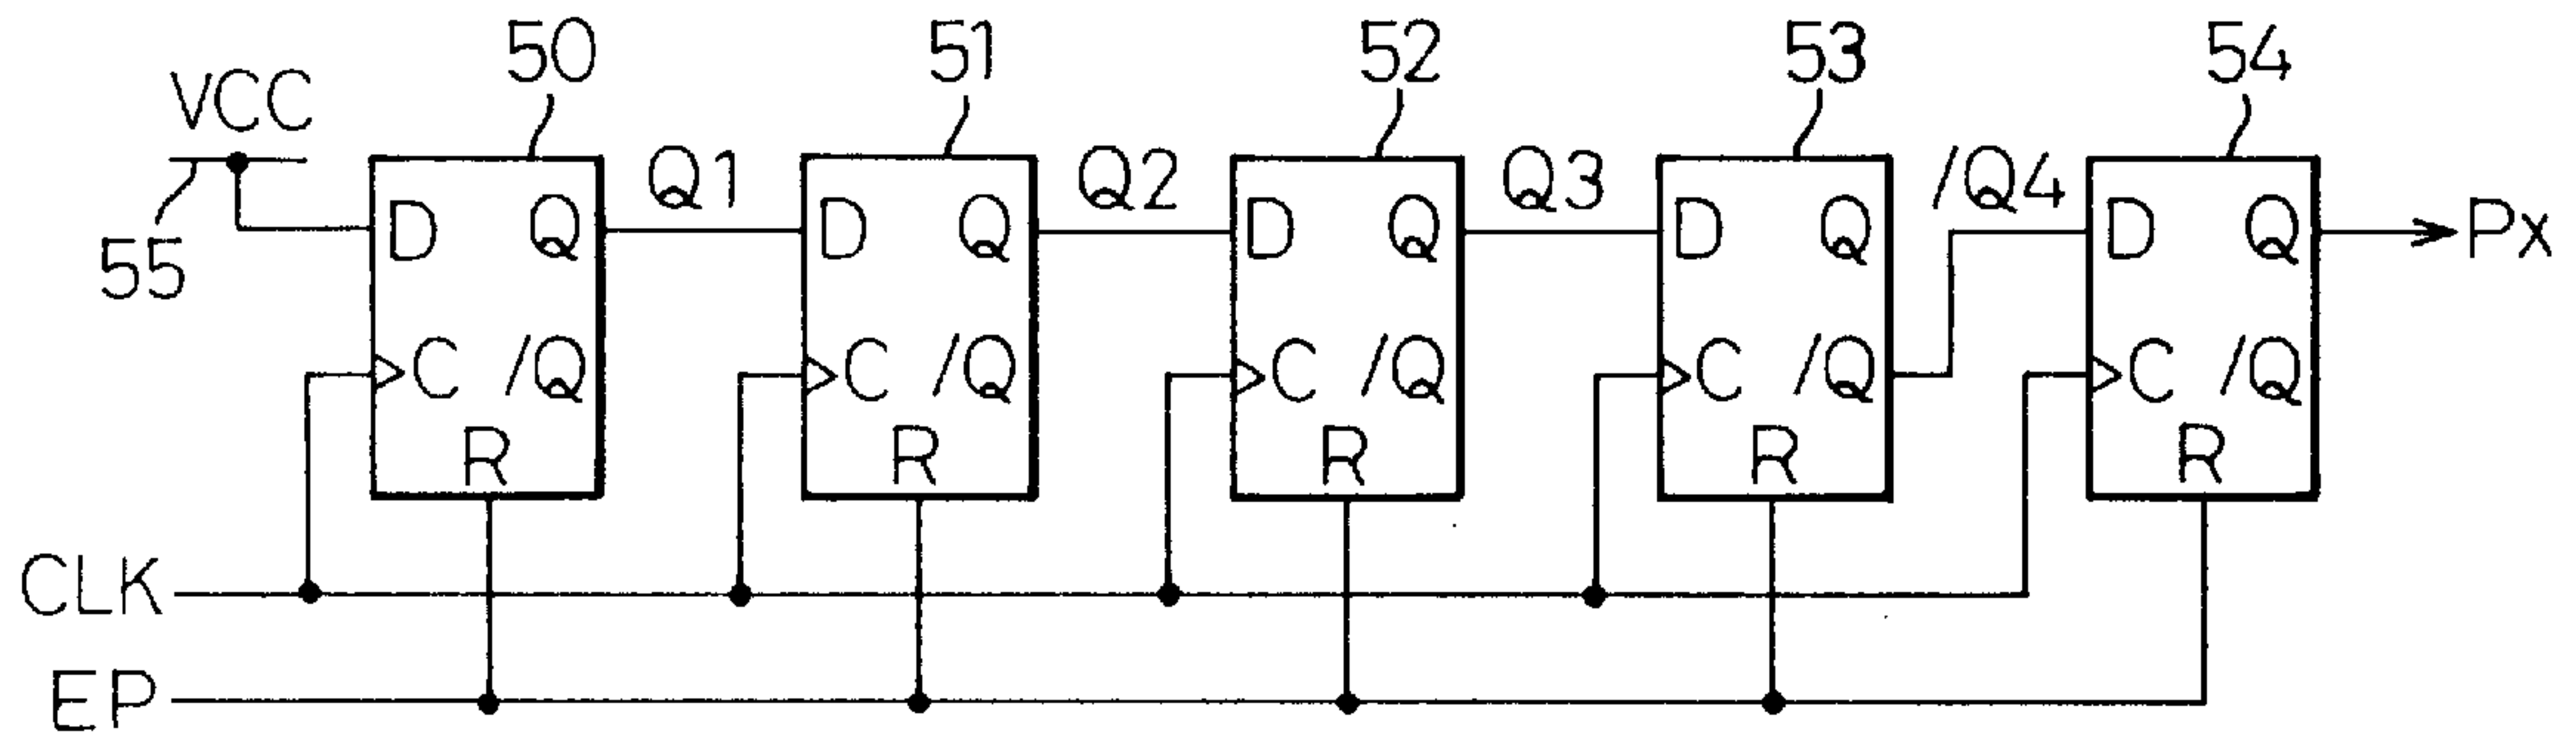 50 51 52 53 54
VCC
Q1 Q2 Q3 /Q4
D Q D Q D Q D Q D Q Px
55
C /Q C /Q C /Q C /Q C /Q
R R R R R
CLK
EP